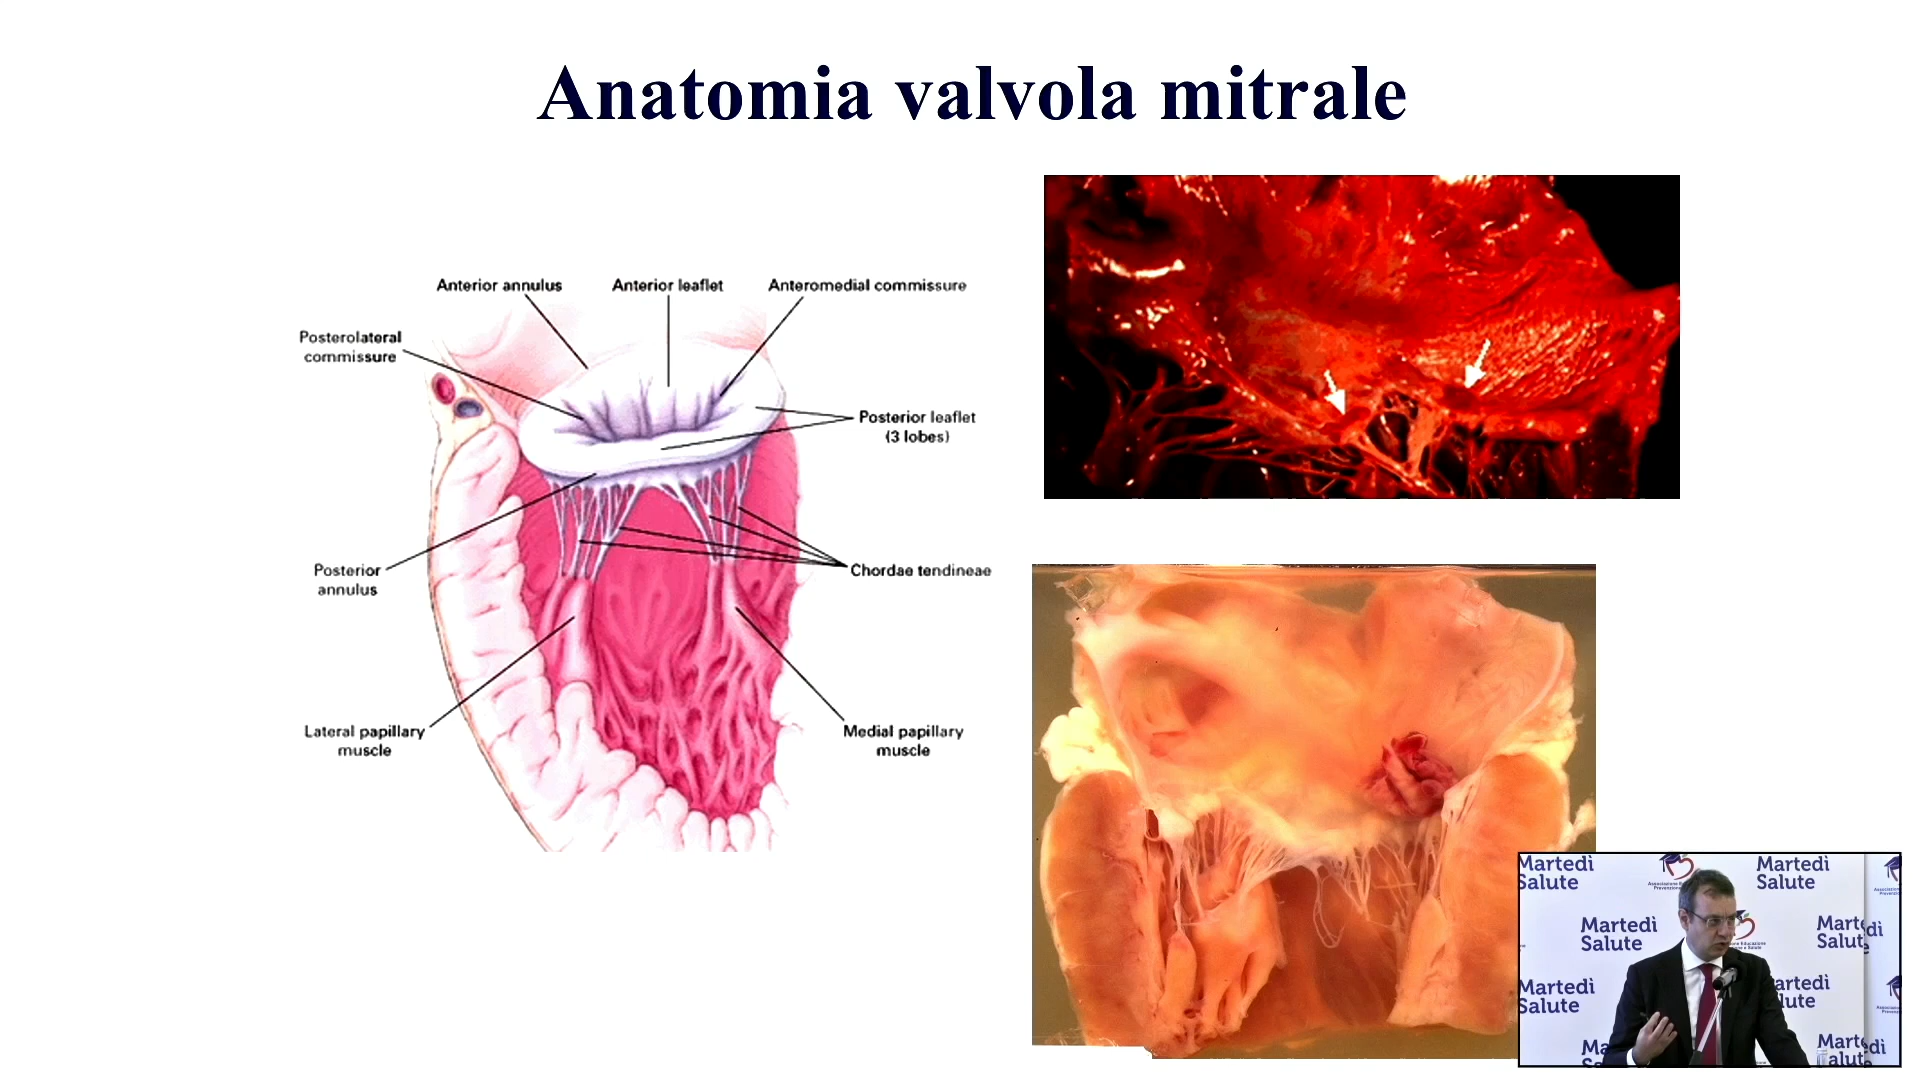 Anatomia valvola mitrale
Anterior annulus
Anterior leaflet
Anteromedial commissure
Posterolateral
commissure
Posterior leaflet
(3 lobes)
Posterior
annulus
Chordae tendineae
Lateral papillary
muscle
Medial papillary
muscle
Martedì
Salute
Martedì
Salute
Martedì
Salute
Martedì
Salute